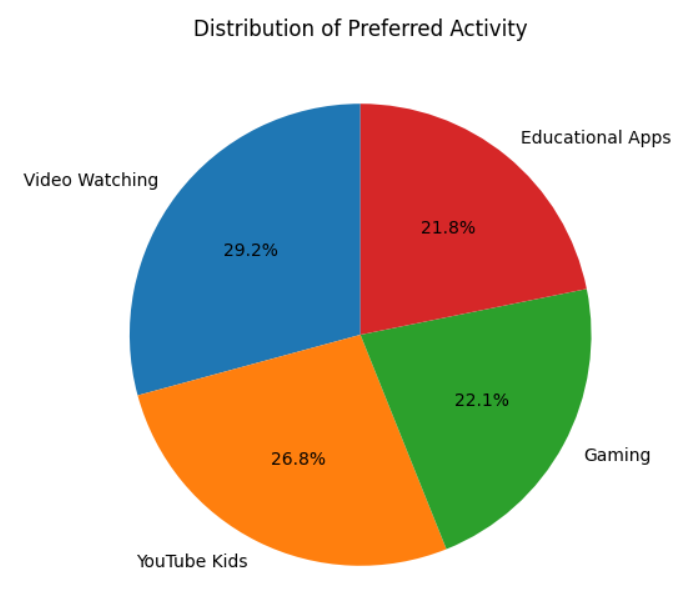 Distribution of Preferred Activity
Educational Apps
Video Watching
21.8%
29.2%
22.1%
Gaming
26.8%
YouTube Kids